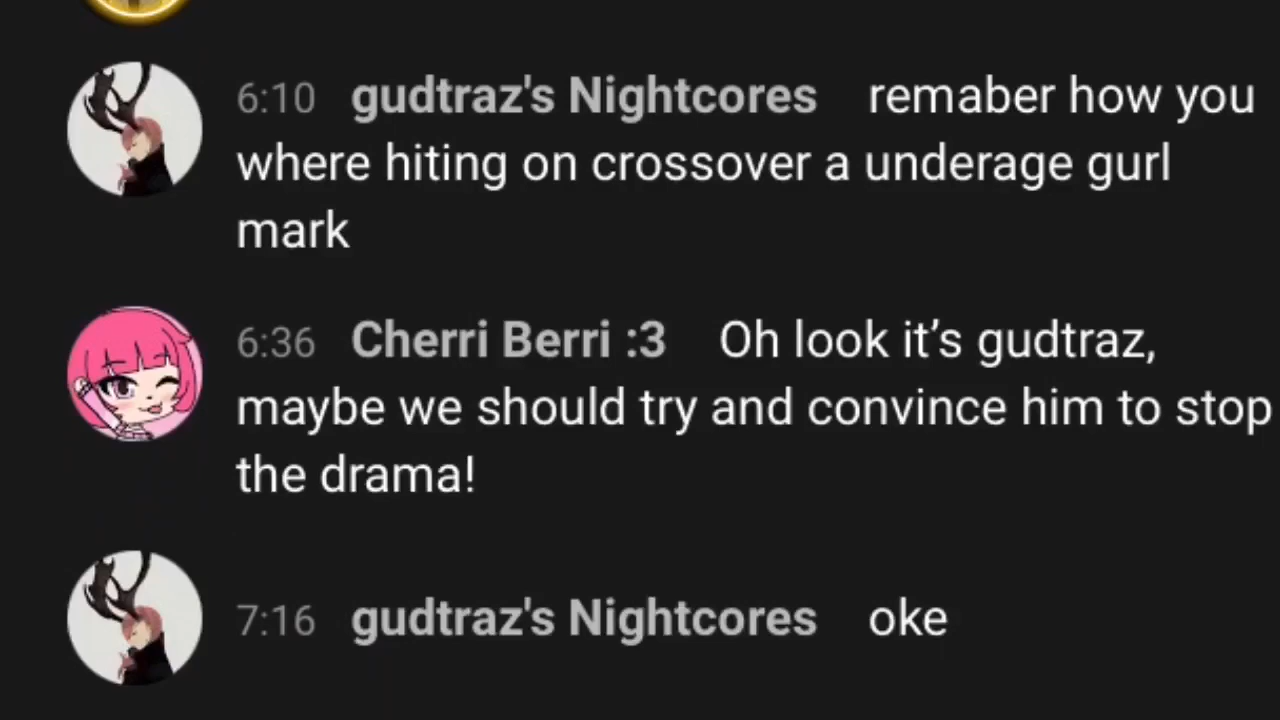 6:10 gudtraz's Nightcores remaber how you
where hiting on crossover a underage gurl
mark
6:36 Cherri Berri :3 Oh look it’s gudtraz,
maybe we should try and convince him to stop
the drama!
7:16 gudtraz's Nightcores oke